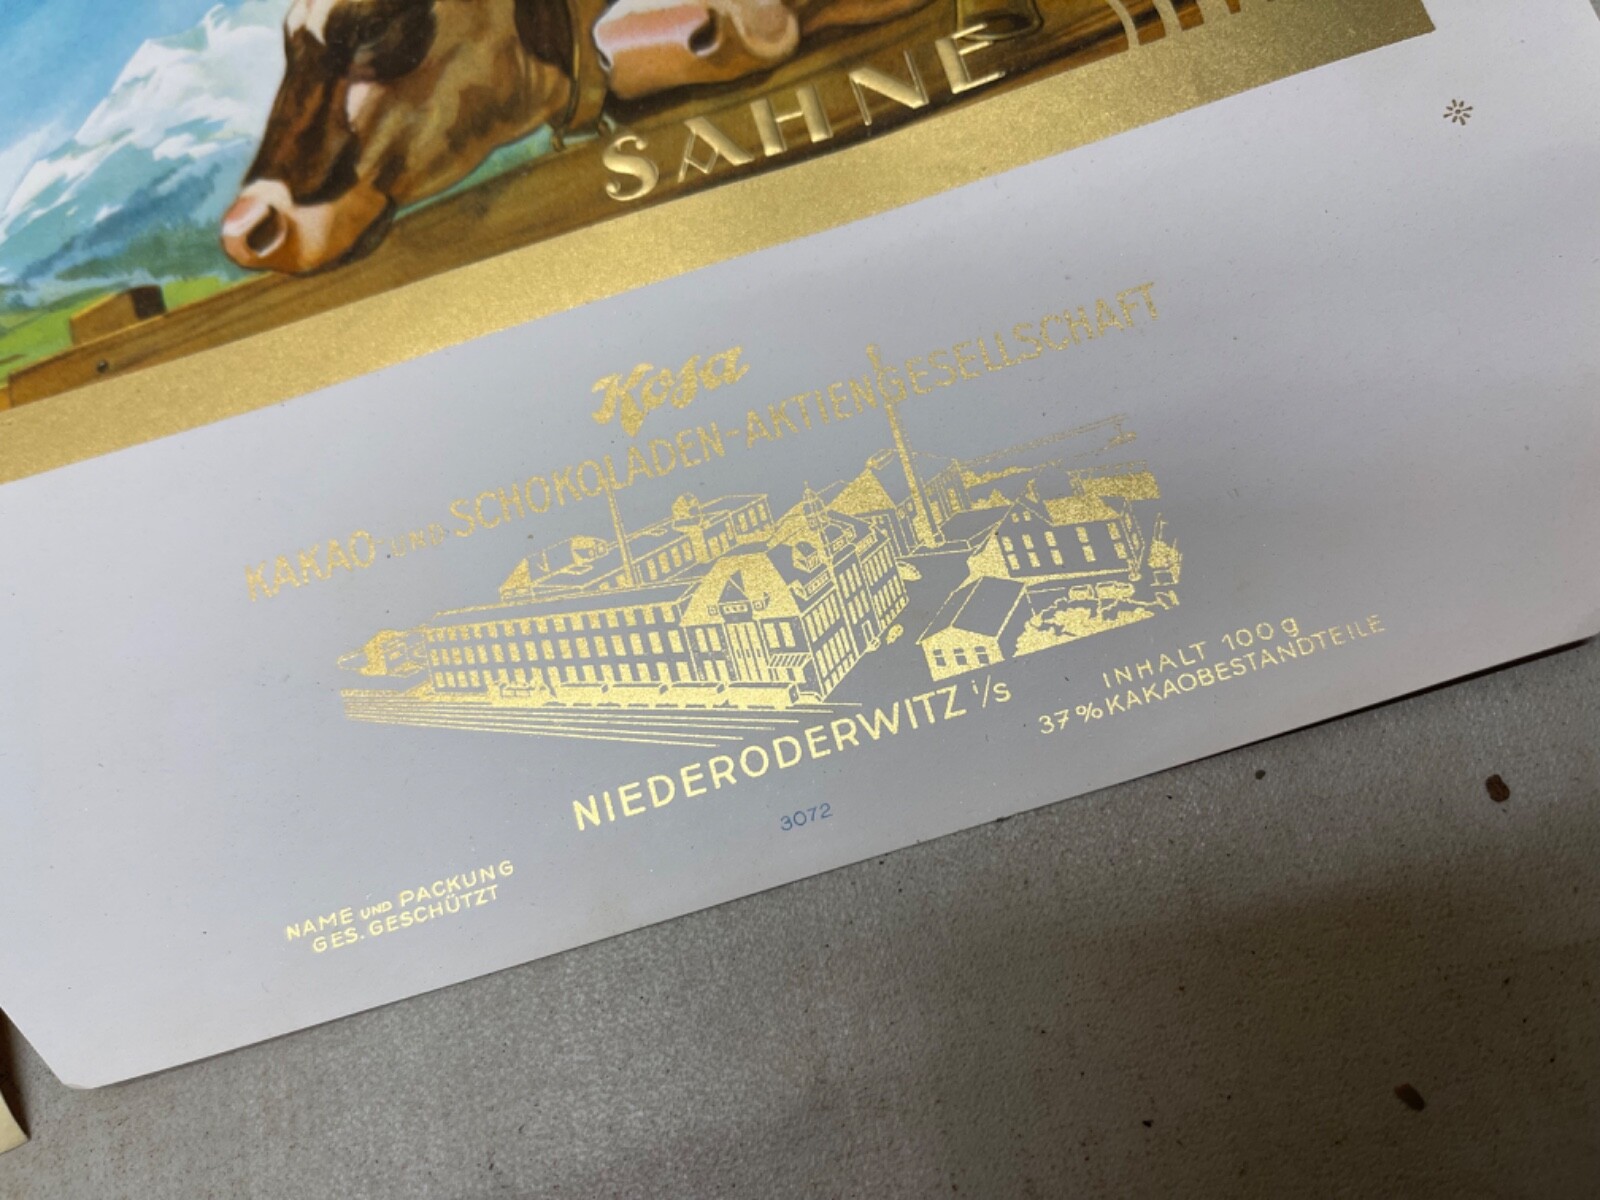 SAHNE
Kosa
KAKAO- UND SCHOKOLADEN-AKTIENGESELLSCHAFT
NIEDERODERWITZ i/s
INHALT 100 g
37% KAKAOBESTANDTEILE
3072
NAME UND PACKUNG
GES. GESCHÜTZT